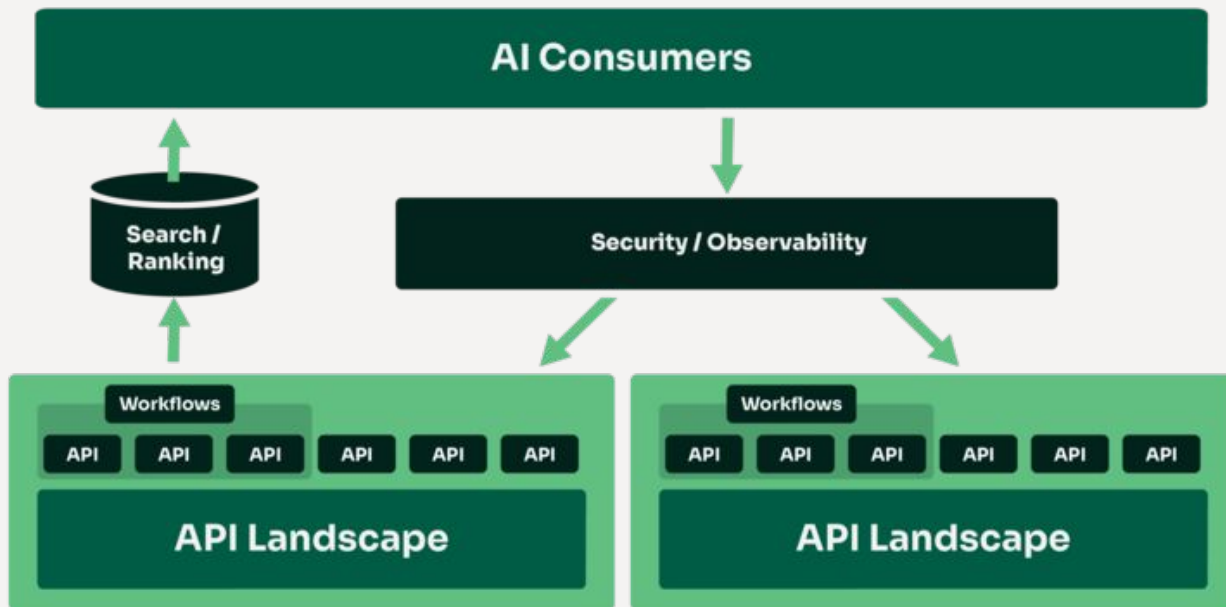 AI Consumers
Search /
Ranking
Security / Observability
Workflows
API API API API API API
API Landscape
Workflows
API API API API API API
API Landscape